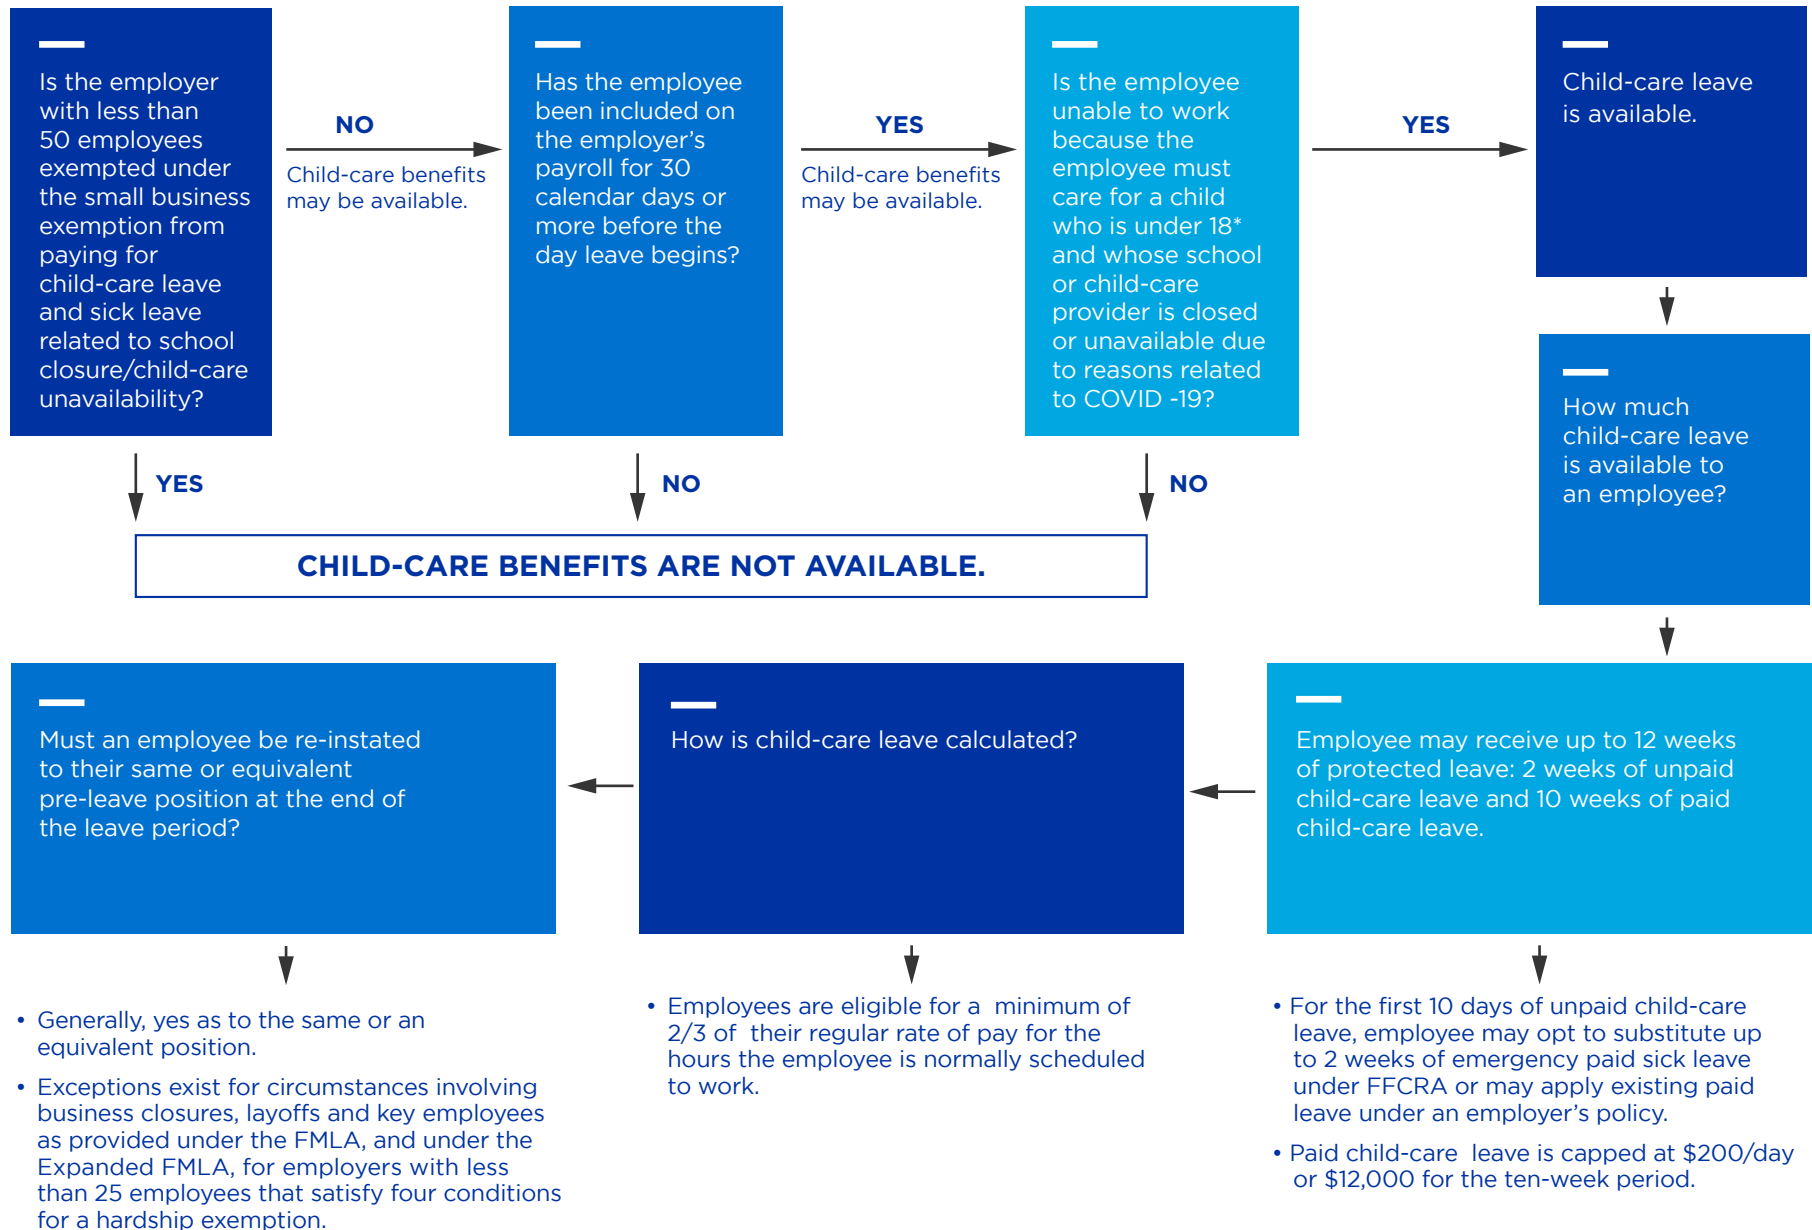 Is the employer
with less than
50 employees
exempted under
the small business
exemption from
paying for
child-care leave
and sick leave
related to school
closure/child-care
unavailability?
NO
Child-care benefits
may be available.
Has the employee
been included on
the employer's
payroll for 30
calendar days or
more before the
day leave begins?
YES
Child-care benefits
may be available.
Is the employee
unable to work
because the
employee must
care for a child
who is under 18*
and whose school
or child-care
provider is closed
or unavailable due
to reasons related
to COVID -19?
YES
Child-care leave
is available.
How much
child-care leave
is available to
an employee?
YES
NO
NO
CHILD-CARE BENEFITS ARE NOT AVAILABLE.
Employee may receive up to 12 weeks
of protected leave: 2 weeks of unpaid
child-care leave and 10 weeks of paid
child-care leave.
• For the first 10 days of unpaid child-care
leave, employee may opt to substitute up
to 2 weeks of emergency paid sick leave
under FFCRA or may apply existing paid
leave under an employer's policy.
• Paid child-care leave is capped at $200/day
or $12,000 for the ten-week period.
How is child-care leave calculated?
• Employees are eligible for a minimum of
2/3 of their regular rate of pay for the
hours the employee is normally scheduled
to work.
Must an employee be re-instated
to their same or equivalent
pre-leave position at the end of
the leave period?
• Generally, yes as to the same or an
equivalent position.
• Exceptions exist for circumstances involving
business closures, layoffs and key employees
as provided under the FMLA, and under the
Expanded FMLA, for employers with less
than 25 employees that satisfy four conditions
for a hardship exemption.